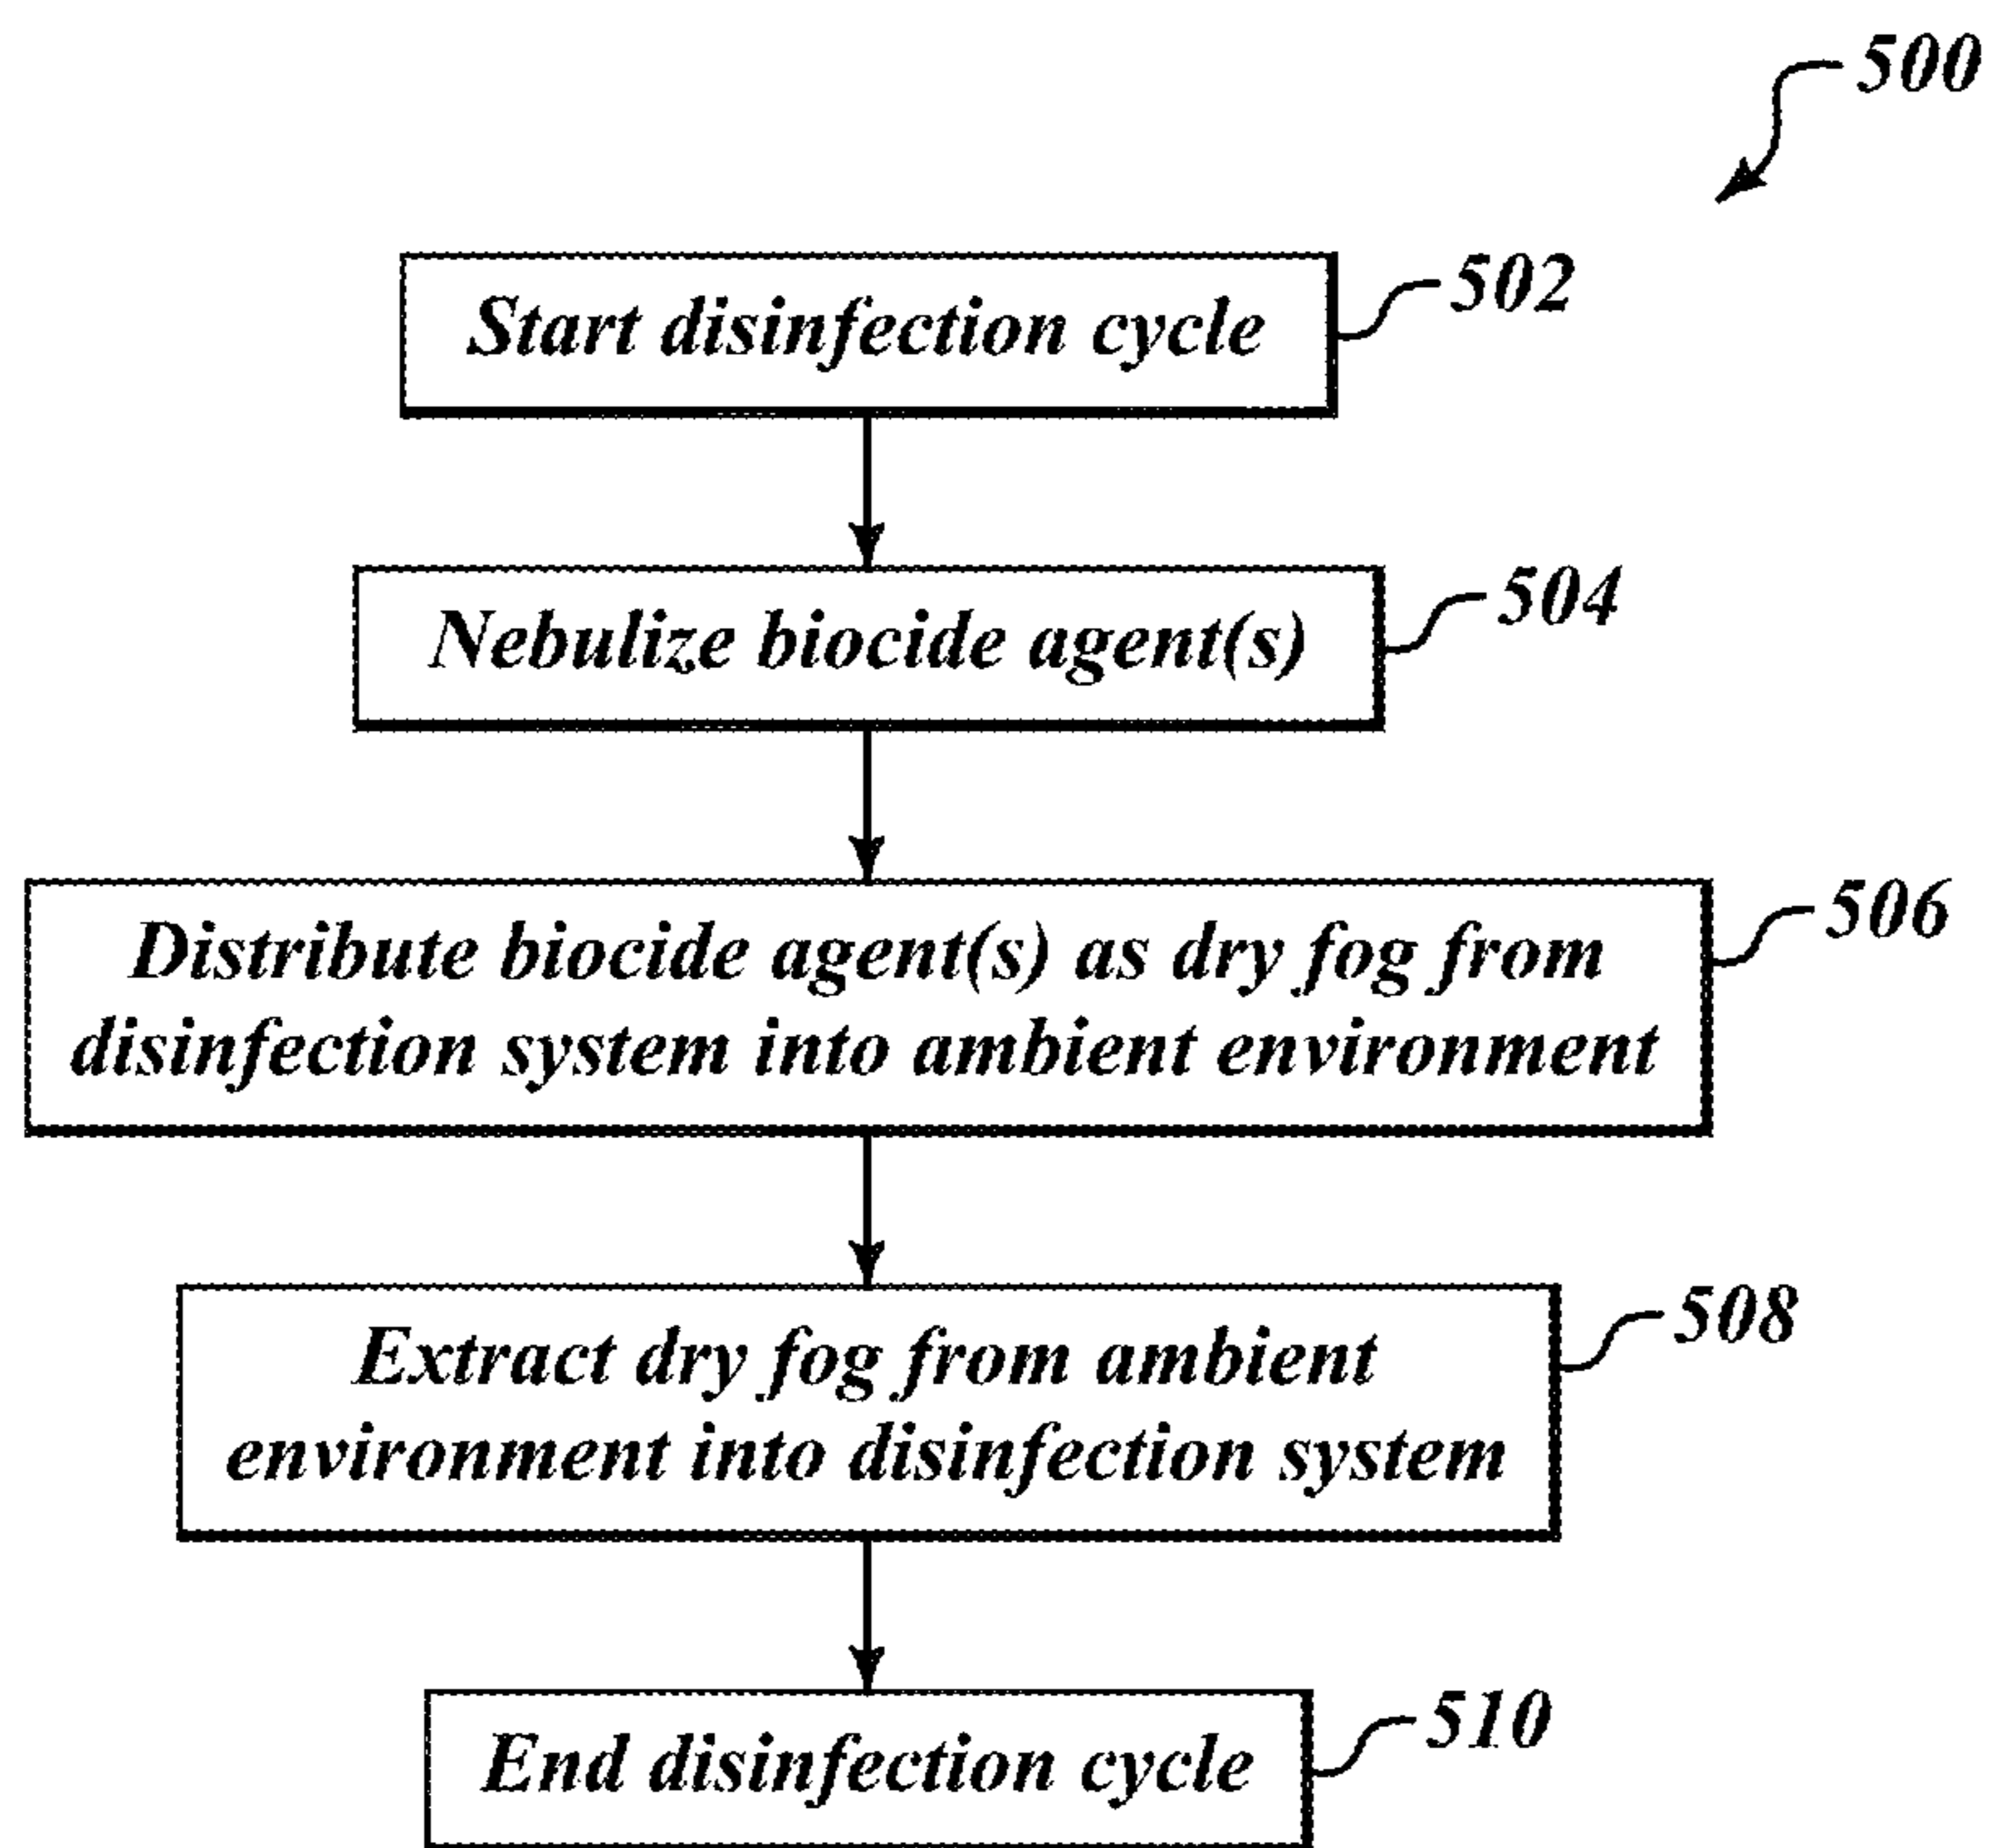 500
Start disinfection cycle
502
Nebulize biocide agent(s)
504
Distribute biocide agent(s) as dry fog from
disinfection system into ambient environment
506
Extract dry fog from ambient
environment into disinfection system
508
End disinfection cycle
510